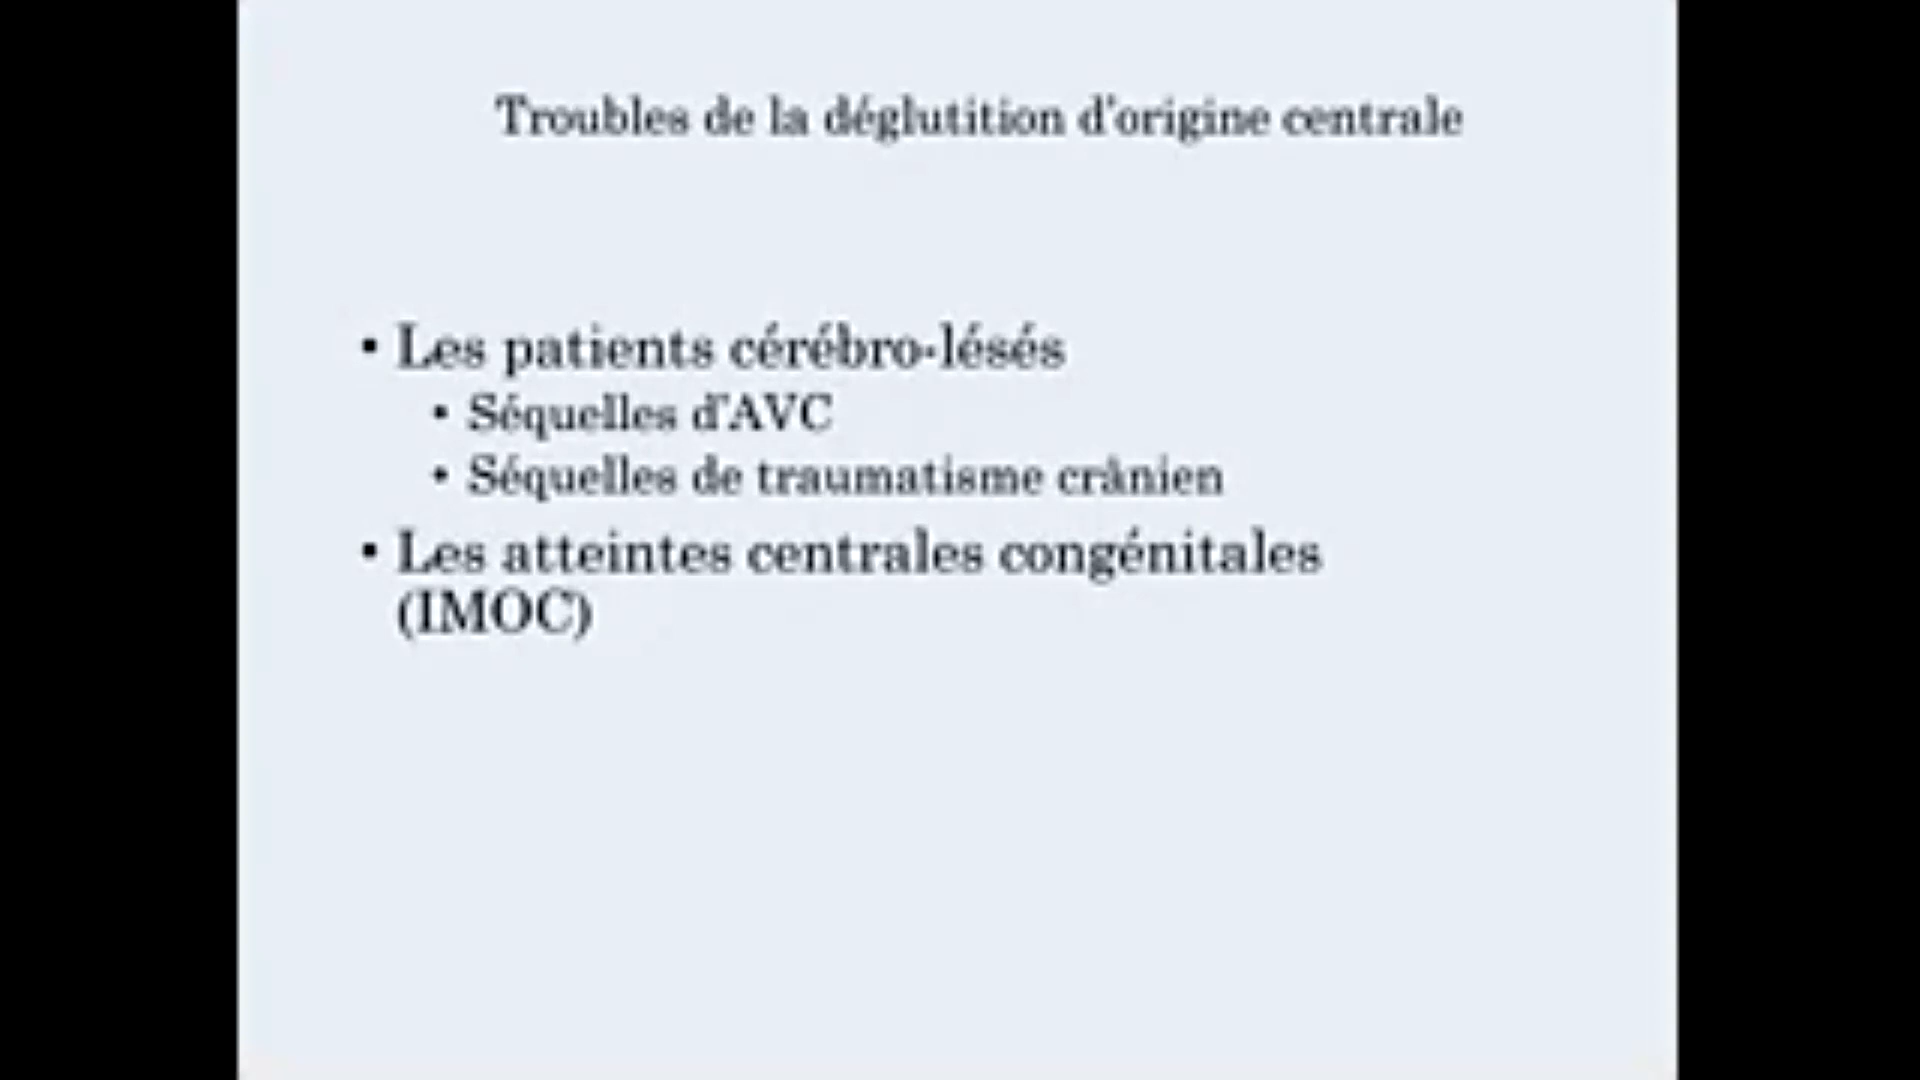 Troubles de la déglutition d'origine centrale
• Les patients cérébro-lésés
• Séquelles d'AVC
• Séquelles de traumatisme crânien
• Les atteintes centrales congénitales
(IMOC)